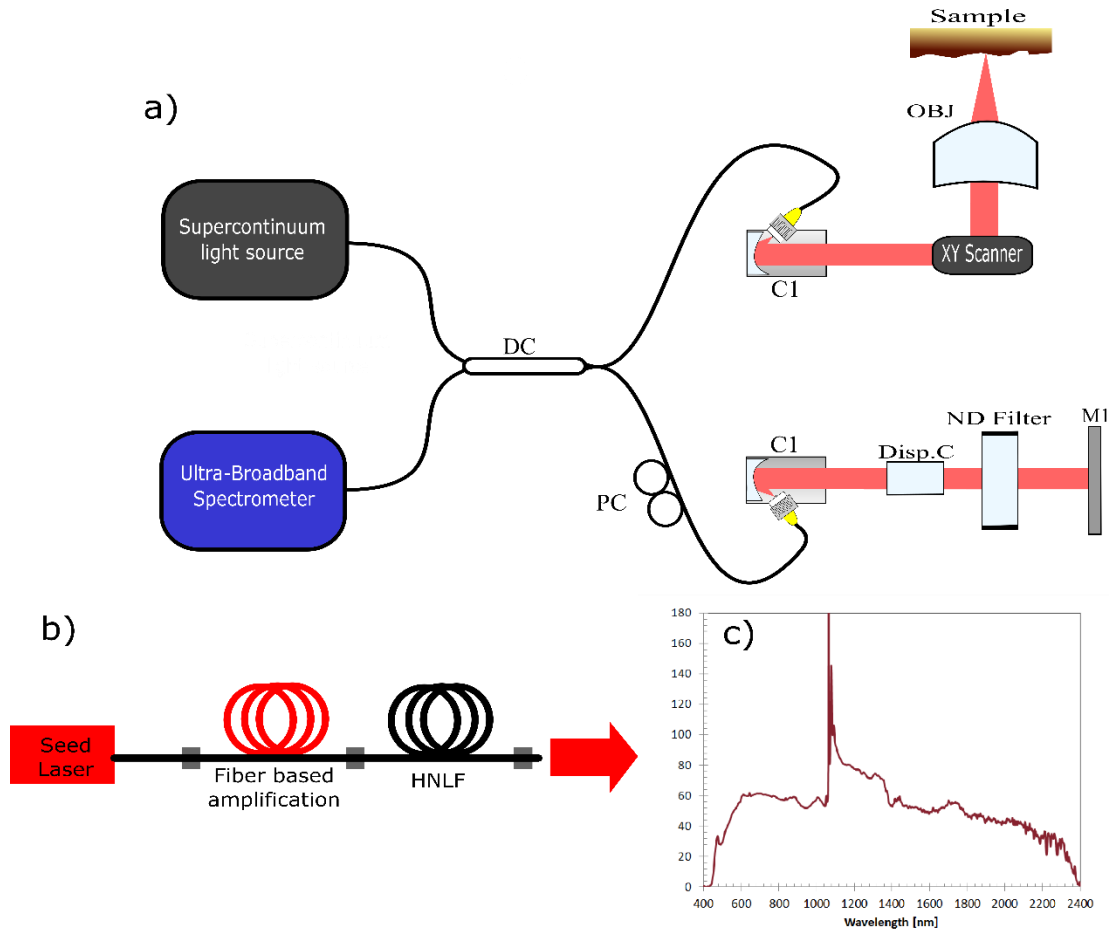 a)
Supercontinuum
light source
Ultra-Broadband
Spectrometer
DC
PC
C1
XY Scanner
OBJ
Sample
C1
Disp.C
ND Filter
M1
b)
Seed
Laser
Fiber based
amplification
HNLF
c)
180
160
140
120
100
80
60
40
20
0
400 600 800 1000 1200 1400 1600 1800 2000 2200 2400
Wavelength [nm]